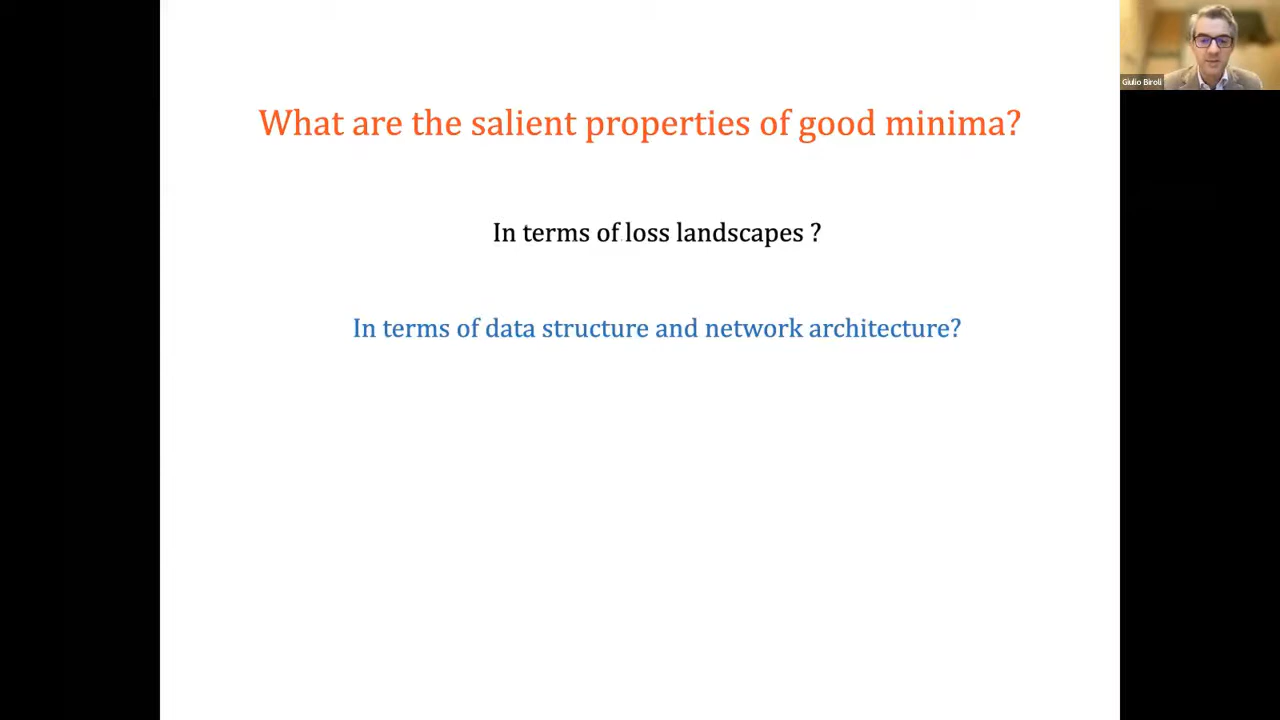 Giulio Biroli
What are the salient properties of good minima?
In terms of loss landscapes ?
In terms of data structure and network architecture?